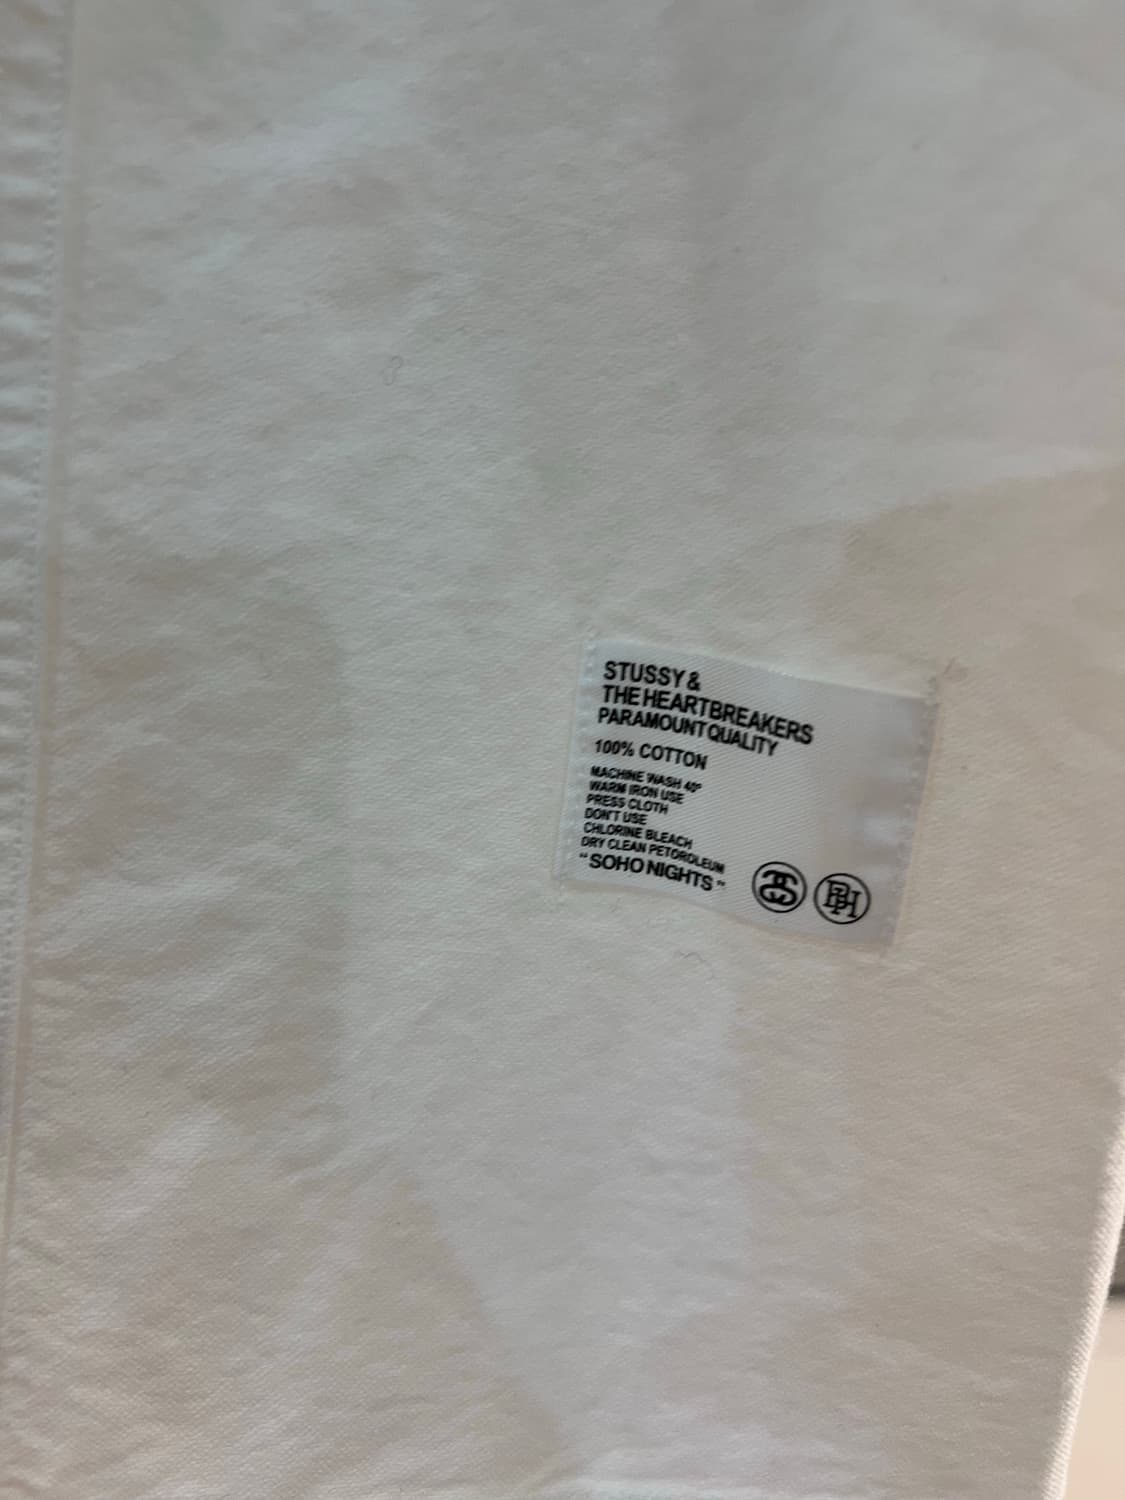 STUSSY &
THE HEARTBREAKERS
PARAMOUNT QUALITY
100% COTTON
MACHINE WASH 40°
WARM IRON USE
PRESS CLOTH
DON'T USE
CHLORINE BLEACH
DRY CLEAN PETOROLEUM
"SOHO NIGHTS"